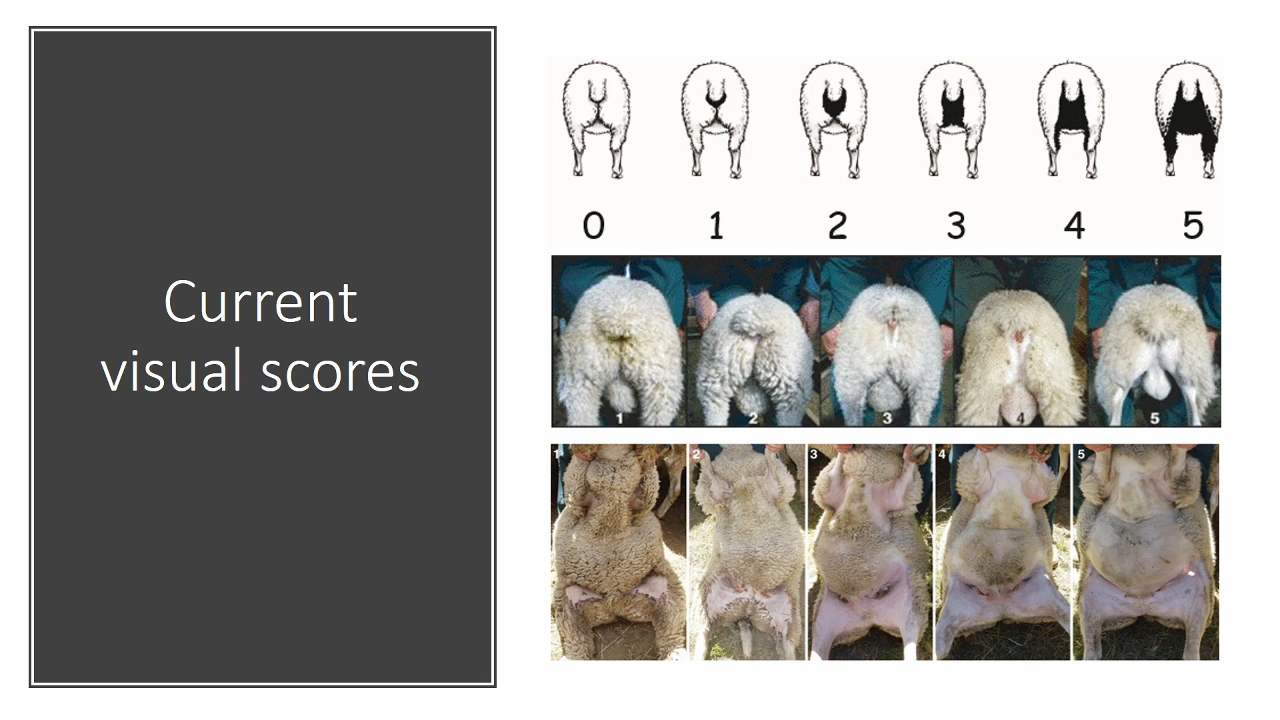 Current
visual scores
0 1 2 3 4 5
1 2 3 4 5
1 2 3 4 5